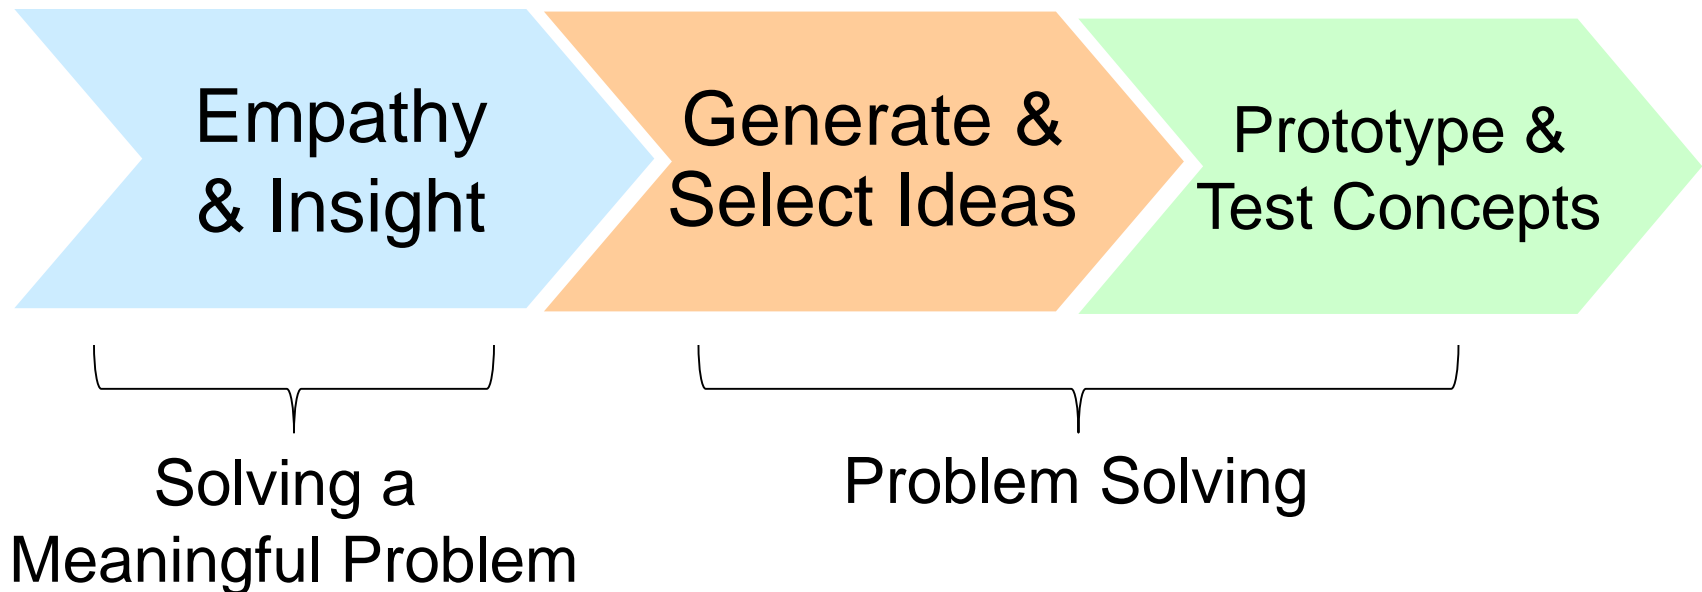 Empathy
& Insight
Generate &
Select Ideas
Prototype &
Test Concepts
Solving a
Meaningful Problem
Problem Solving